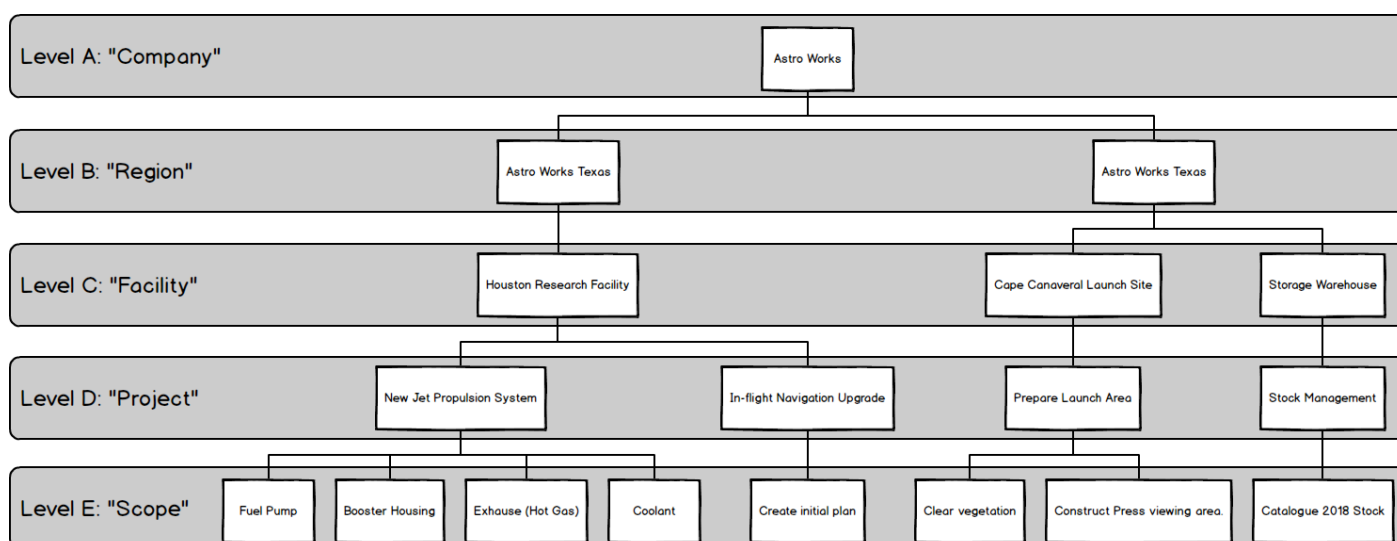 Level A: "Company"
Astro Works
Level B: "Region"
Astro Works Texas
Astro Works Texas
Level C: "Facility"
Houston Research Facility
Cape Canaveral Launch Site
Storage Warehouse
Level D: "Project"
New Jet Propulsion System
In-flight Navigation Upgrade
Prepare Launch Area
Stock Management
Level E: "Scope"
Fuel Pump
Booster Housing
Exhause (Hot Gas)
Coolant
Create initial plan
Clear vegetation
Construct Press viewing area.
Catalogue 2018 Stock